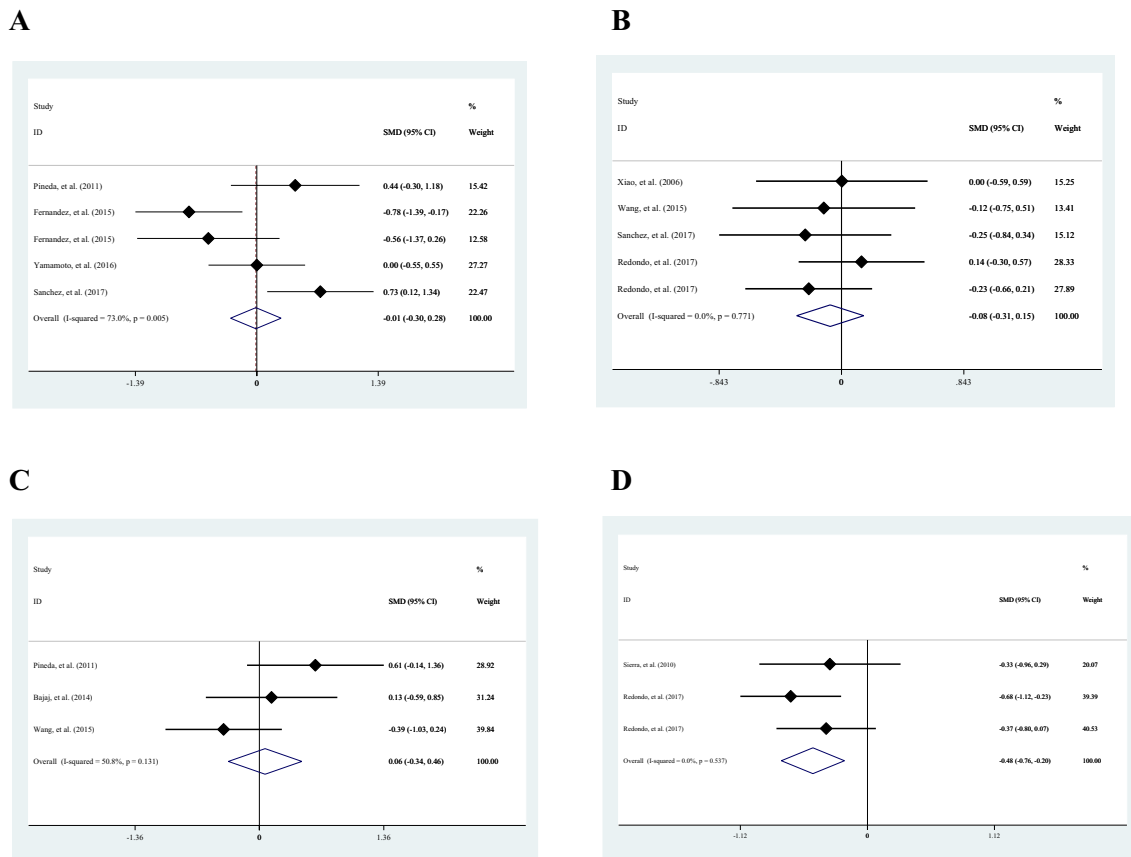 A
Study %
ID SMD (95% CI) Weight
Pineda, et al. (2011) 0.44 (-0.30, 1.18) 15.42
Fernandez, et al. (2015) -0.78 (-1.39, -0.17) 22.26
Fernandez, et al. (2015) -0.56 (-1.37, 0.26) 12.58
Yamamoto, et al. (2016) 0.00 (-0.55, 0.55) 27.27
Sanchez, et al. (2017) 0.73 (0.12, 1.34) 22.47
Overall (I-squared = 73.0%, p = 0.005) -0.01 (-0.30, 0.28) 100.00
-1.39 0 1.39
B
Study %
ID SMD (95% CI) Weight
Xiao, et al. (2006) 0.00 (-0.59, 0.59) 15.25
Wang, et al. (2015) -0.12 (-0.75, 0.51) 13.41
Sanchez, et al. (2017) -0.25 (-0.84, 0.34) 15.12
Redondo, et al. (2017) 0.14 (-0.30, 0.57) 28.33
Redondo, et al. (2017) -0.23 (-0.66, 0.21) 27.89
Overall (I-squared = 0.0%, p = 0.771) -0.08 (-0.31, 0.15) 100.00
-.843 0 .843
C
Study %
ID SMD (95% CI) Weight
Pineda, et al. (2011) 0.61 (-0.14, 1.36) 28.92
Bajaj, et al. (2014) 0.13 (-0.59, 0.85) 31.24
Wang, et al. (2015) -0.39 (-1.03, 0.24) 39.84
Overall (I-squared = 50.8%, p = 0.131) 0.06 (-0.34, 0.46) 100.00
-1.36 0 1.36
D
Study %
ID SMD (95% CI) Weight
Sierra, et al. (2010) -0.33 (-0.96, 0.29) 20.07
Redondo, et al. (2017) -0.68 (-1.12, -0.23) 39.39
Redondo, et al. (2017) -0.37 (-0.80, 0.07) 40.53
Overall (I-squared = 0.0%, p = 0.537) -0.48 (-0.76, -0.20) 100.00
-1.12 0 1.12